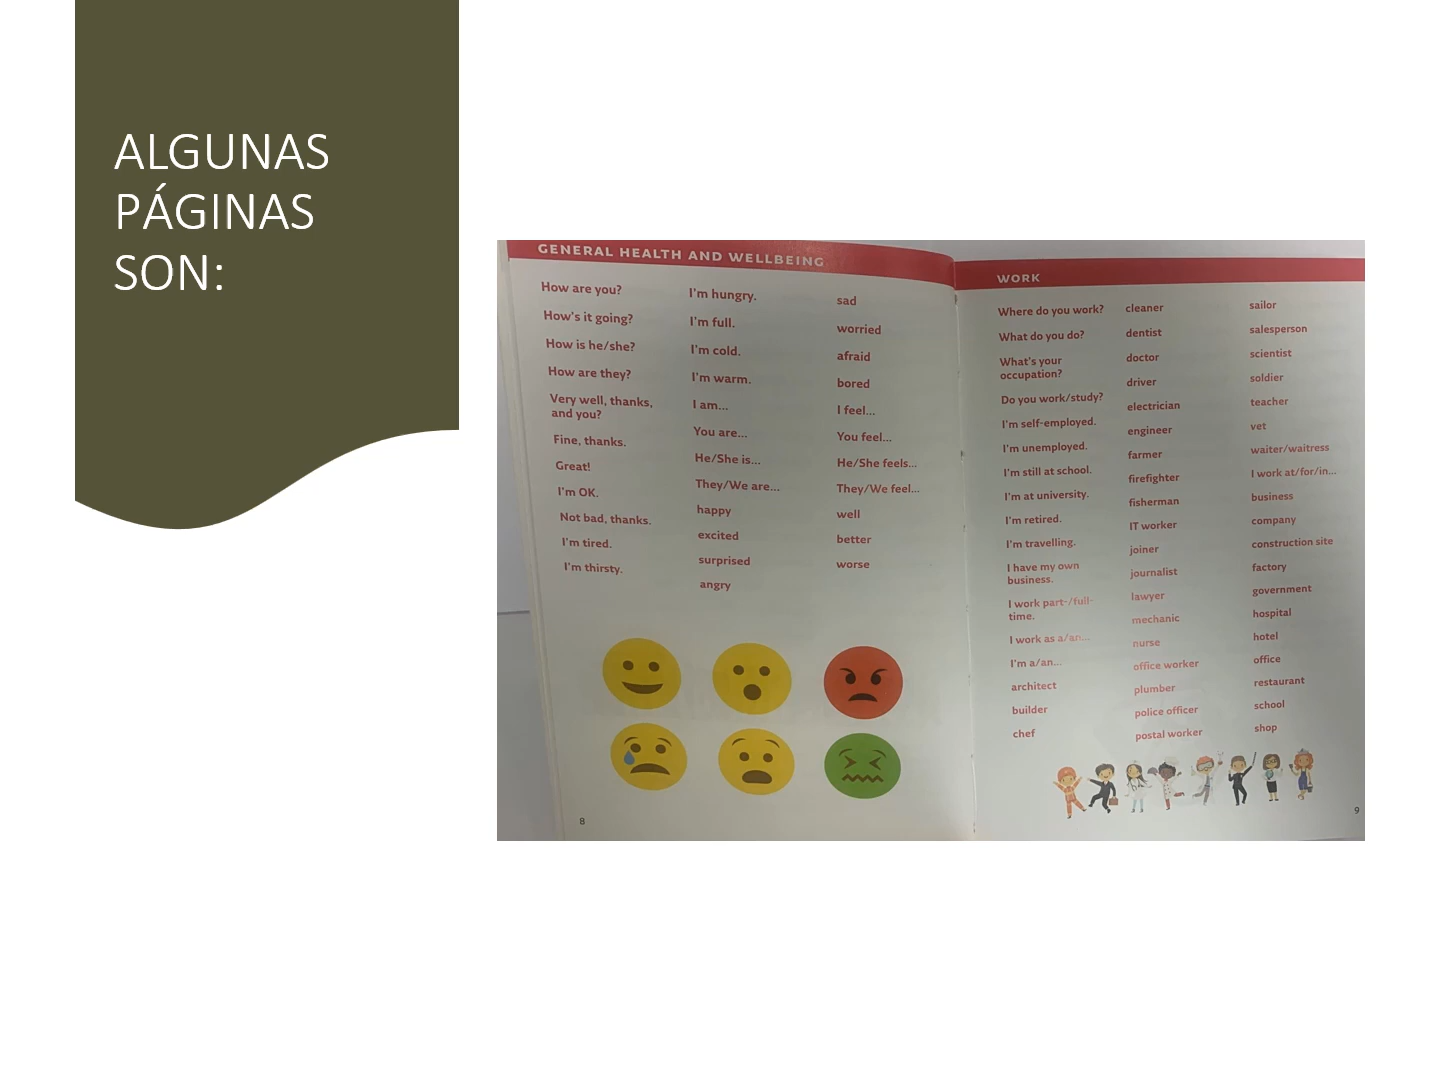 ALGUNAS
PÁGINAS
SON:
GENERAL HEALTH AND WELLBEING
How are you?
How's it going?
How is he/she?
How are they?
Very well, thanks,
and you?
Fine, thanks.
Great!
I'm OK.
Not bad, thanks.
I'm tired.
I'm thirsty.
I'm hungry.
I'm full.
I'm cold.
I'm warm.
I am...
You are...
He/She is...
They/We are...
happy
excited
surprised
angry
sad
worried
afraid
bored
I feel...
You feel...
He/She feels...
They/We feel...
well
better
worse
8
WORK
Where do you work?
What do you do?
What's your
occupation?
Do you work/study?
I'm self-employed.
I'm unemployed.
I'm still at school.
I'm at university.
I'm retired.
I'm travelling.
I have my own
business.
I work part-/full-
time.
I work as a/an...
I'm a/an...
architect
builder
chef
cleaner
dentist
doctor
driver
electrician
engineer
farmer
firefighter
fisherman
IT worker
joiner
journalist
lawyer
mechanic
nurse
office worker
plumber
police officer
postal worker
sailor
salesperson
scientist
soldier
teacher
vet
waiter/waitress
I work at/for/in...
business
company
construction site
factory
government
hospital
hotel
office
restaurant
school
shop
9